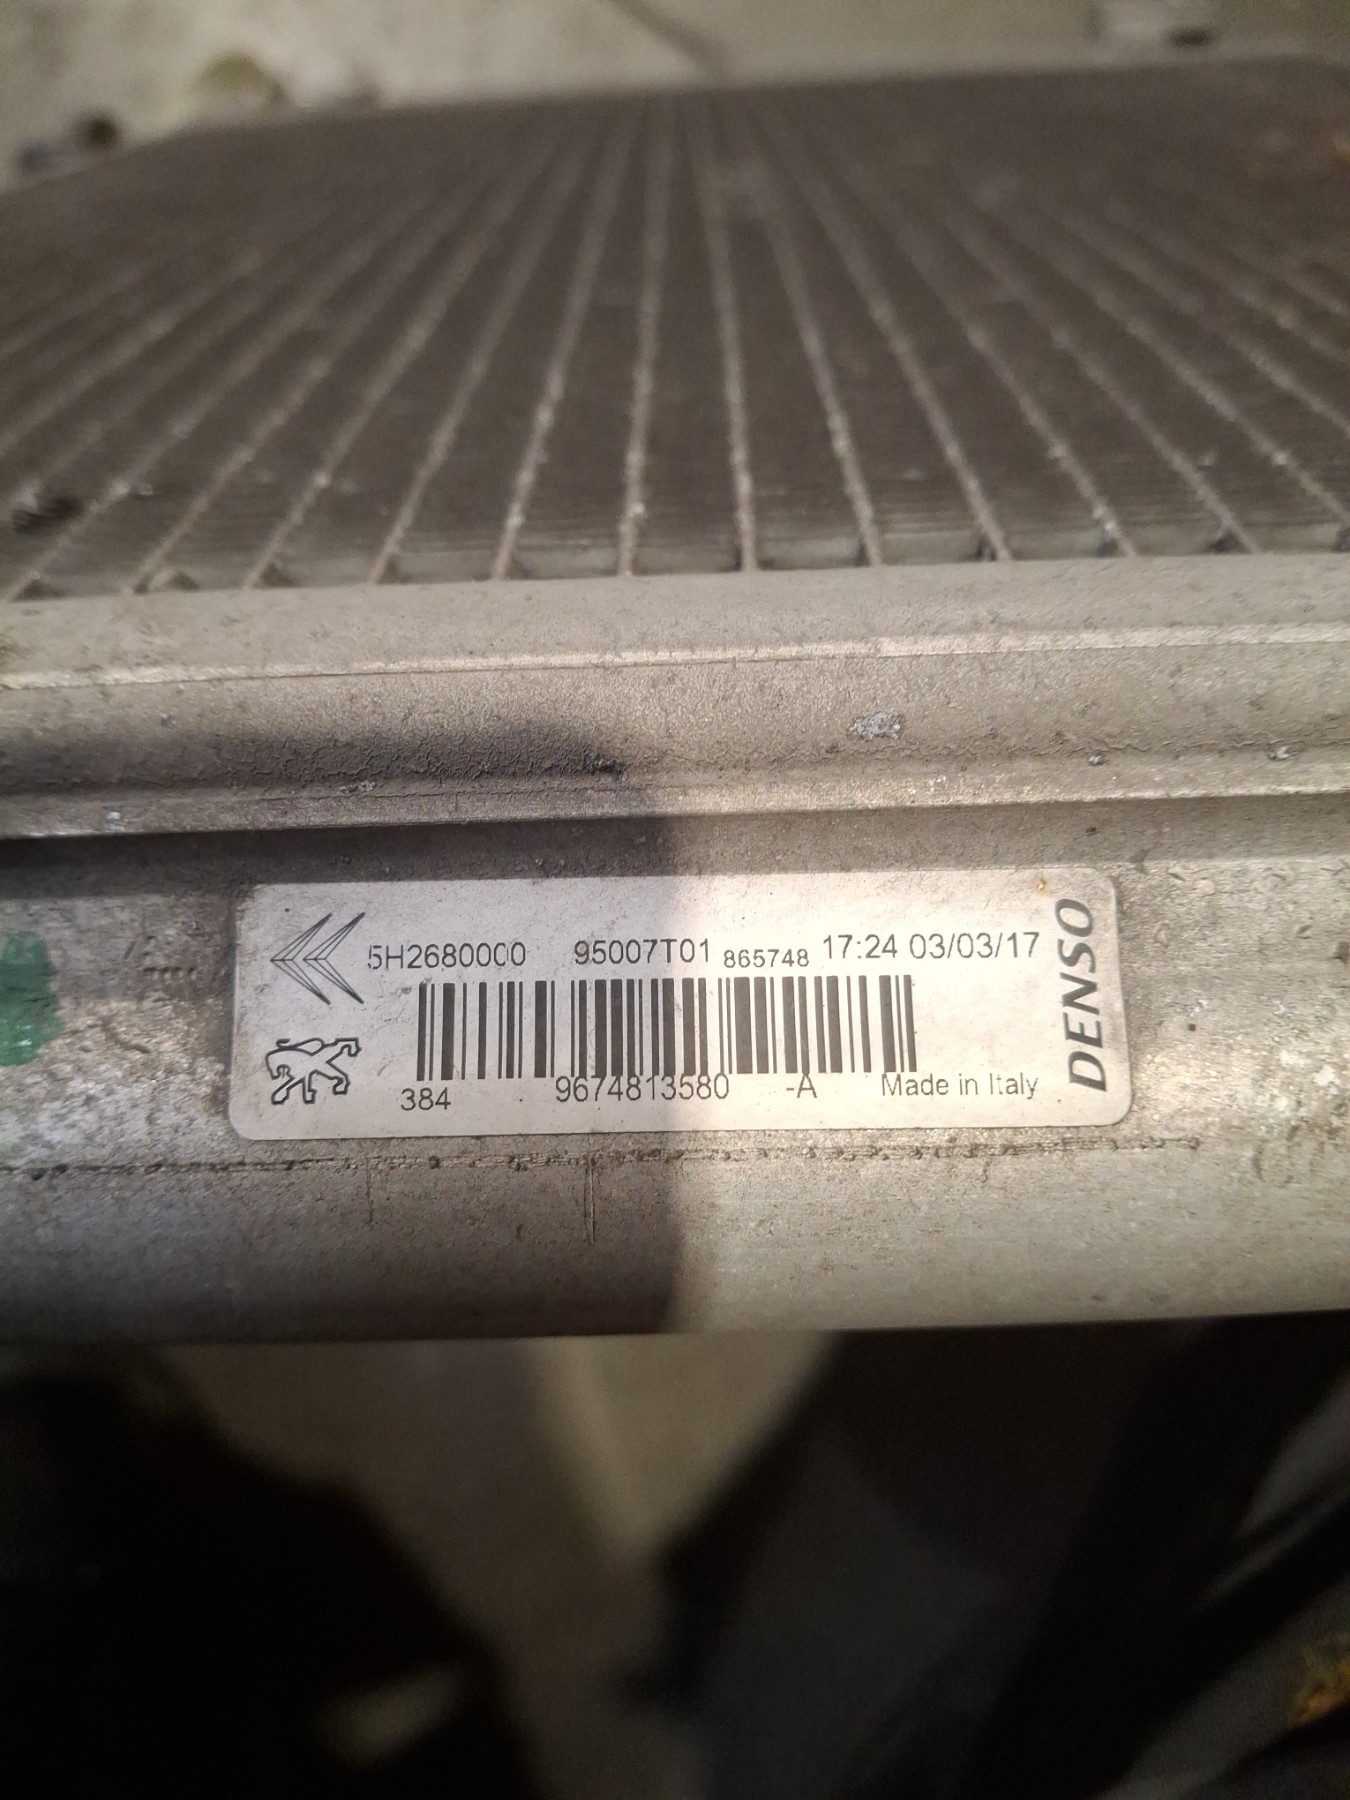 5H2680000 95007T01 865748 17:24 03/03/17
384 9674813580 -A Made in Italy
DENSO